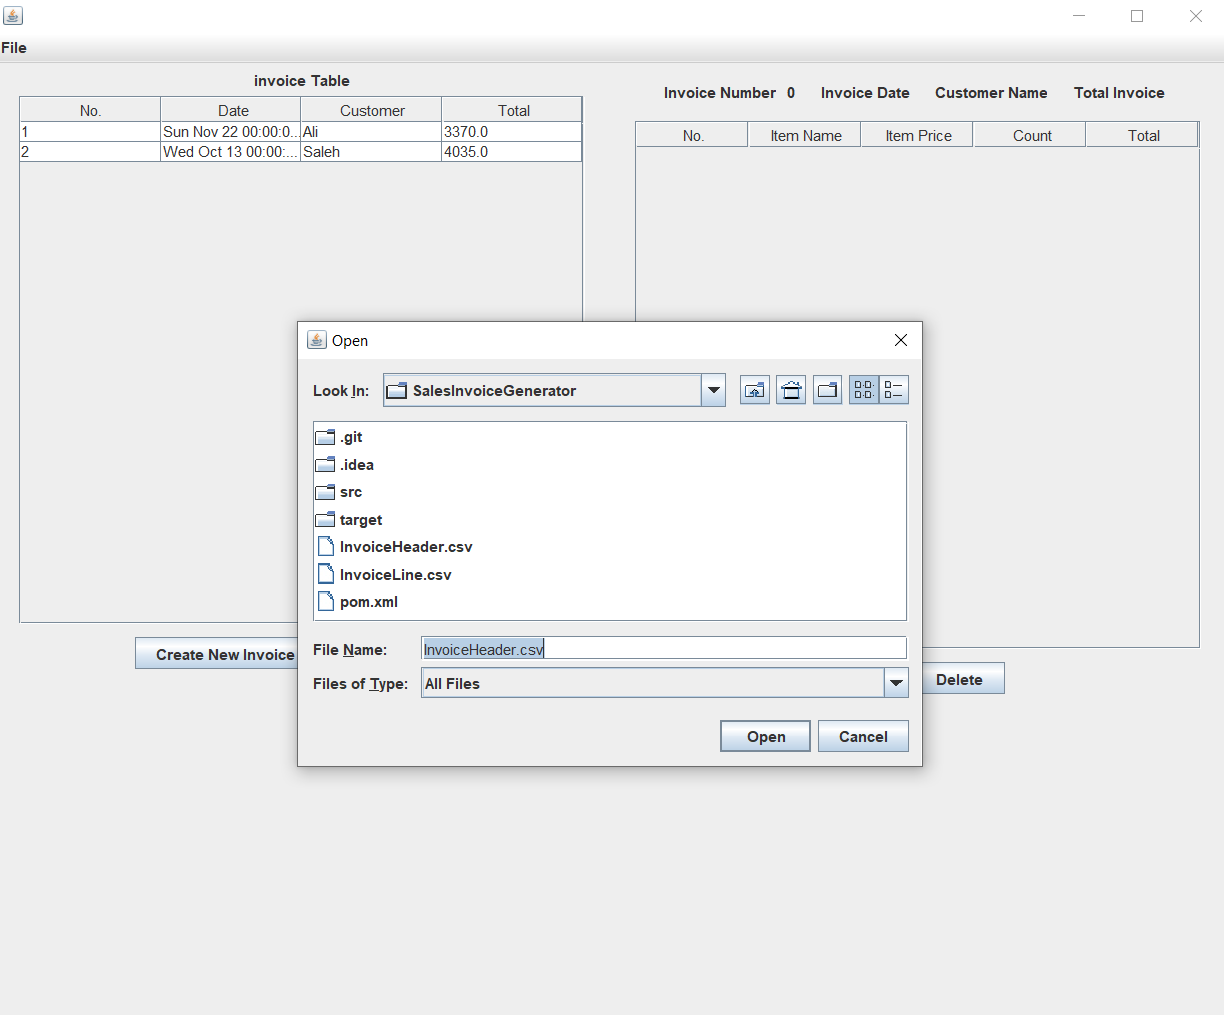 File
invoice Table
No. Date Customer Total
1 Sun Nov 22 00:00:0... Ali 3370.0
2 Wed Oct 13 00:00:... Saleh 4035.0
Create New Invoice
Invoice Number 0 Invoice Date Customer Name Total Invoice
No. Item Name Item Price Count Total
Delete
Open
Look In: SalesInvoiceGenerator
.git
.idea
src
target
InvoiceHeader.csv
InvoiceLine.csv
pom.xml
File Name: InvoiceHeader.csv
Files of Type: All Files
Open Cancel